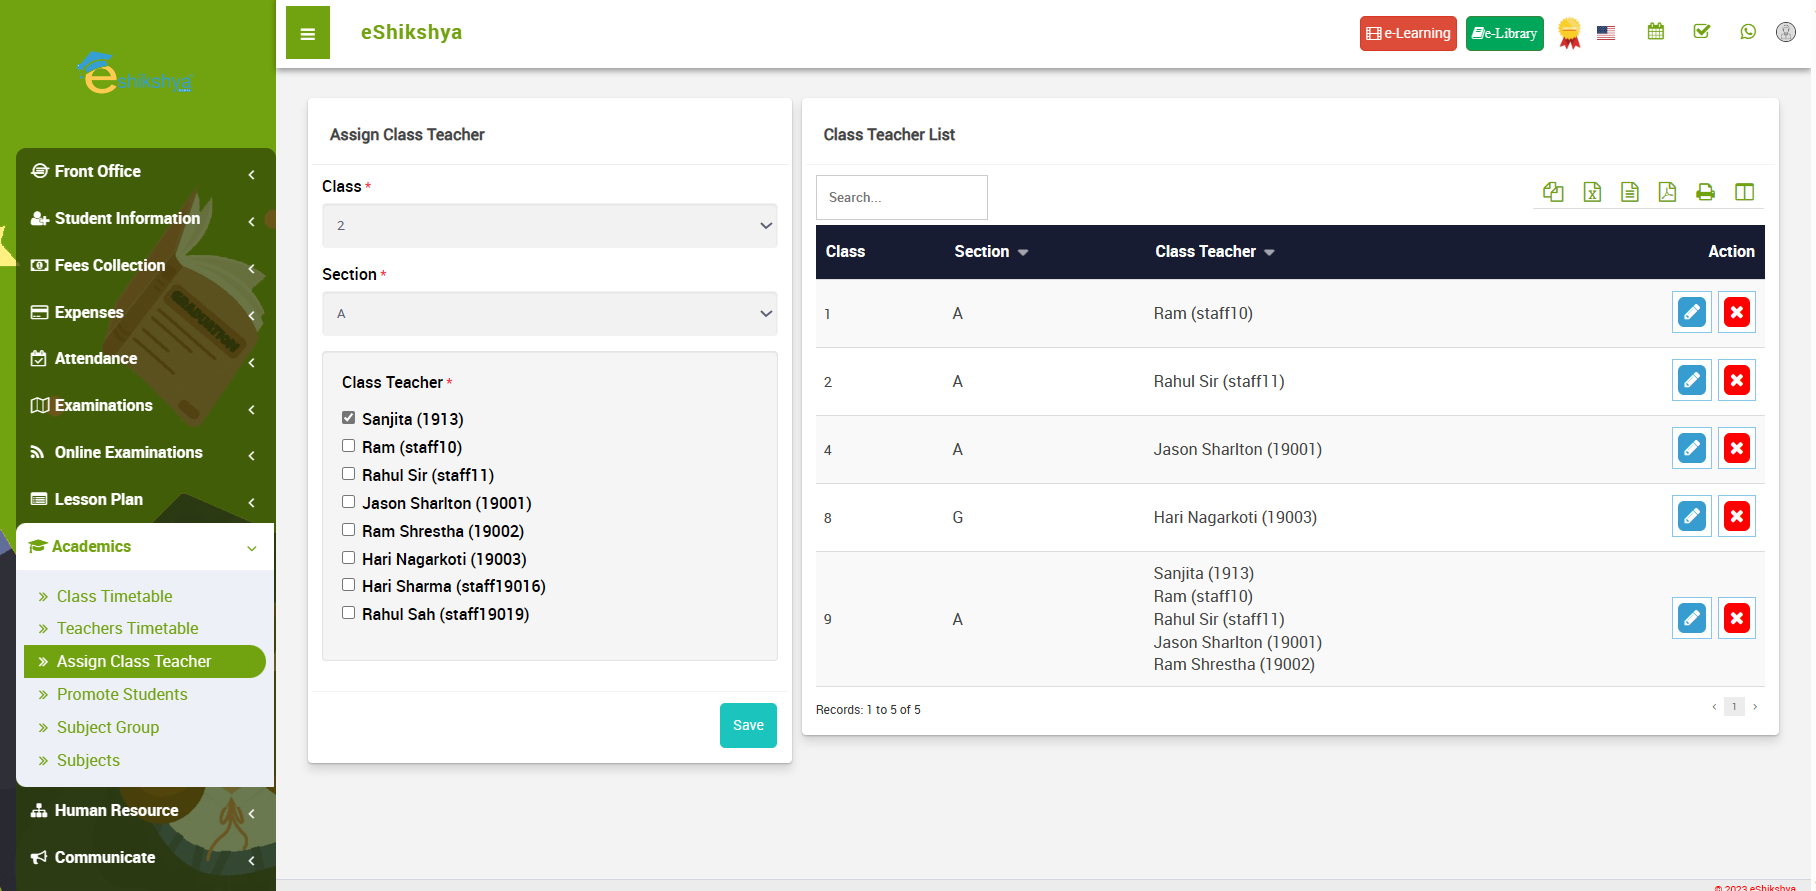 eshikshya
eShikshya
e-Learning
e-Library
Front Office
Student Information
Fees Collection
Expenses
Attendance
Examinations
Online Examinations
Lesson Plan
Academics
Class Timetable
Teachers Timetable
Assign Class Teacher
Promote Students
Subject Group
Subjects
Human Resource
Communicate
GRADUATION
Assign Class Teacher
Class *
2
Section *
A
Class Teacher *
Sanjita (1913)
Ram (staff10)
Rahul Sir (staff11)
Jason Sharlton (19001)
Ram Shrestha (19002)
Hari Nagarkoti (19003)
Hari Sharma (staff19016)
Rahul Sah (staff19019)
Save
Class Teacher List
Search...
Class Section Class Teacher Action
1 A Ram (staff10)
2 A Rahul Sir (staff11)
4 A Jason Sharlton (19001)
8 G Hari Nagarkoti (19003)
9 A Sanjita (1913)
Ram (staff10)
Rahul Sir (staff11)
Jason Sharlton (19001)
Ram Shrestha (19002)
Records: 1 to 5 of 5
1
© 2023 eShikshya